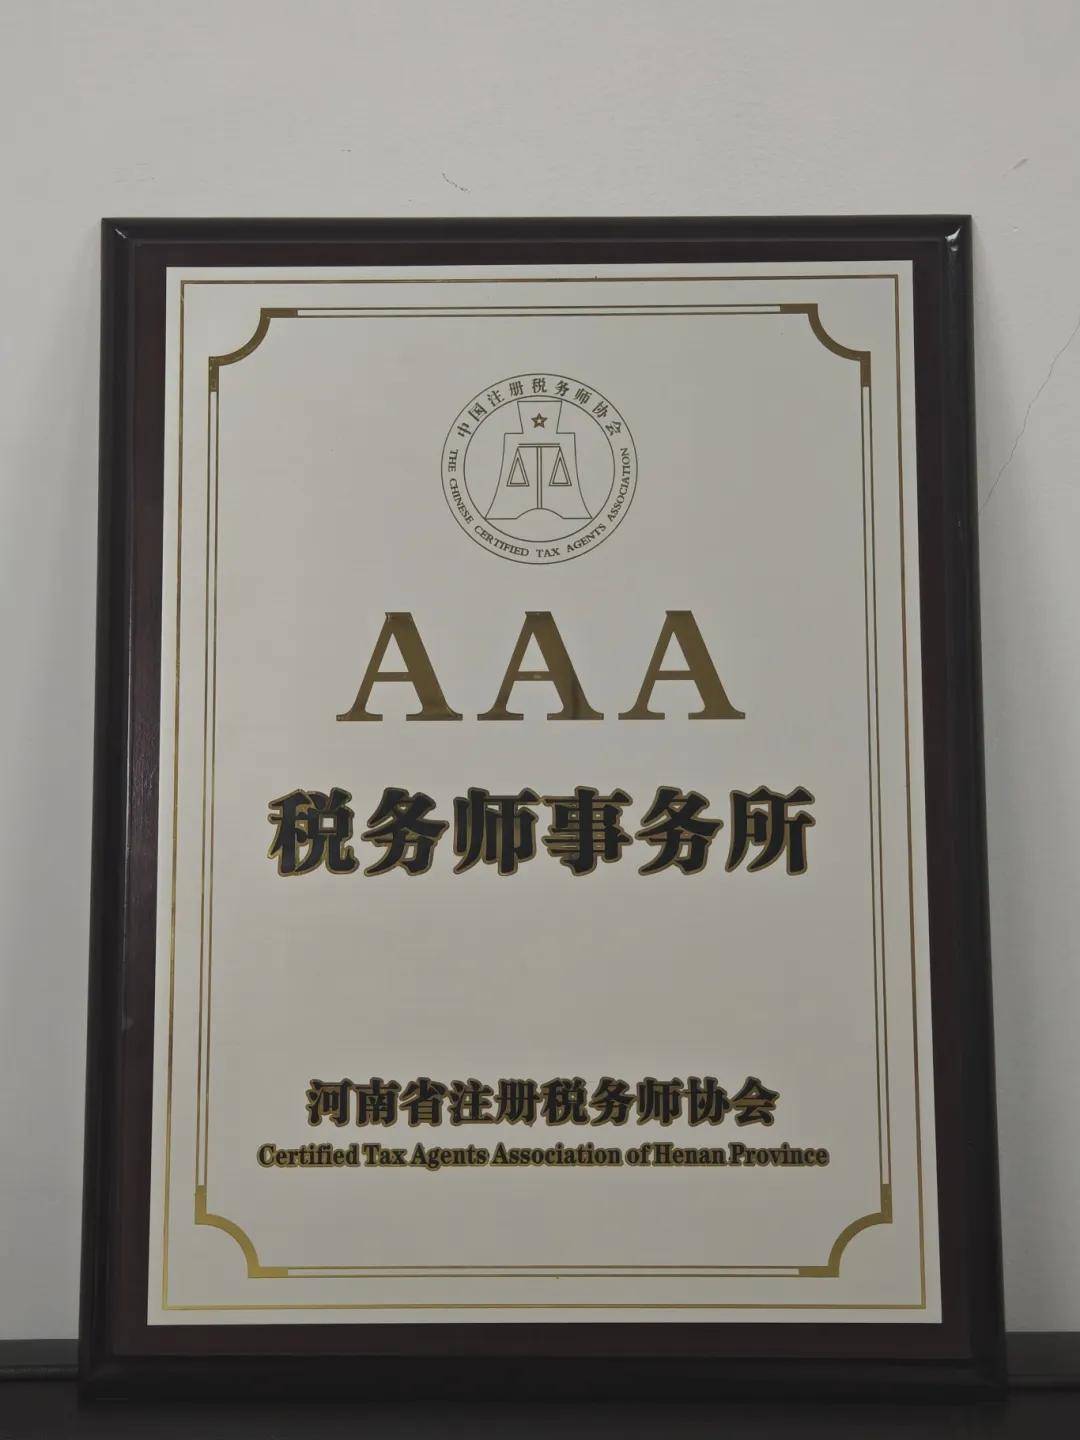 中国注册税务师协会
THE CHINESE CERTIFIED TAX AGENTS ASSOCIATION
AAA
税务师事务所
河南省注册税务师协会
Certified Tax Agents Association of Henan Province